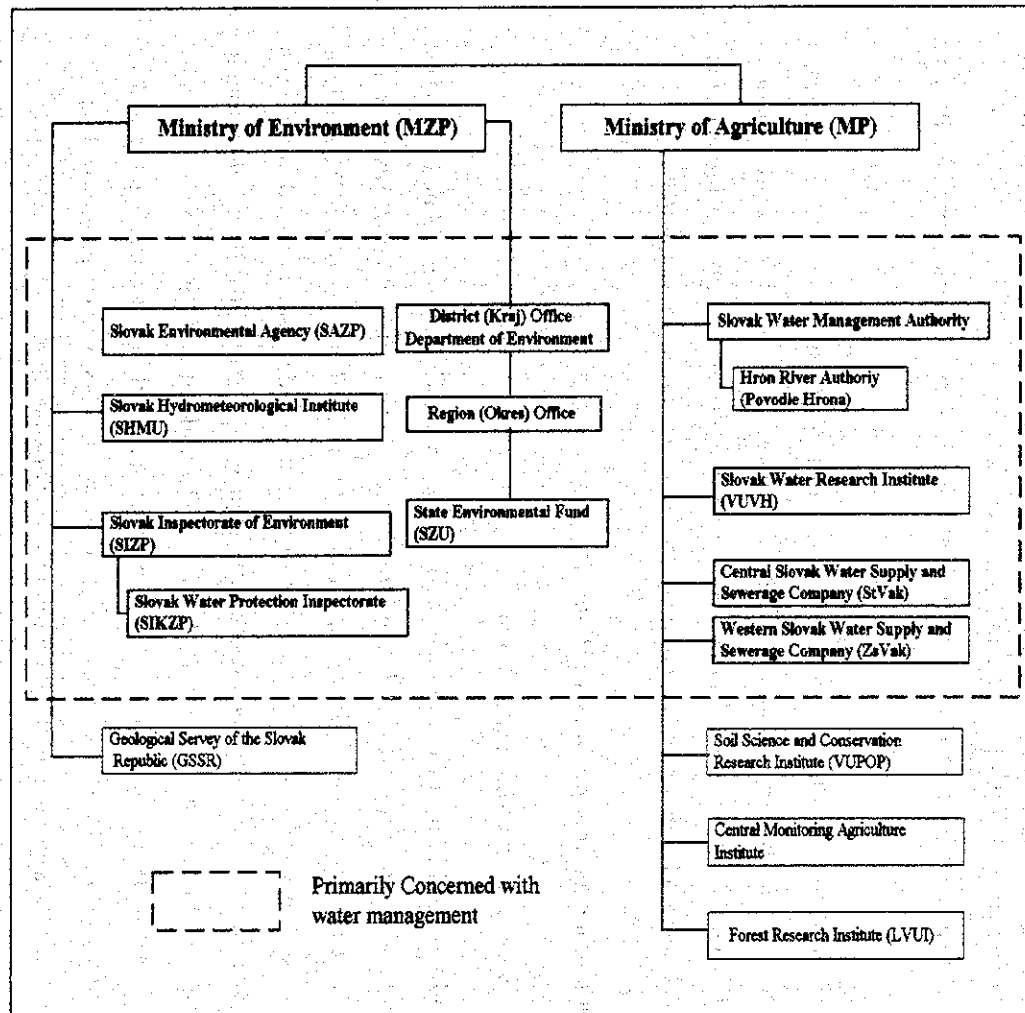 Ministry of Environment (MZP)
Ministry of Agriculture (MP)
Slovak Environmental Agency (SAZP)
Slovak Hydrometeorological Institute
(SHMU)
Slovak Inspectorate of Environment
(SIZP)
Slovak Water Protection Inspectorate
(SIKZP)
Geological Servey of the Slovak
Republic (GSSR)
District (Kraj) Office
Department of Environment
Region (Okres) Office
State Environmental Fund
(SZU)
Slovak Water Management Authority
Hron River Authoriy
(Povodie Hrona)
Slovak Water Research Institute
(VUVH)
Central Slovak Water Supply and
Sewerage Company (StVak)
Western Slovak Water Supply and
Sewerage Company (ZsVak)
Soil Science and Conservation
Research Institute (VUPOP)
Central Monitoring Agriculture
Institute
Forest Research Institute (LVUI)
Primarily Concerned with
water management